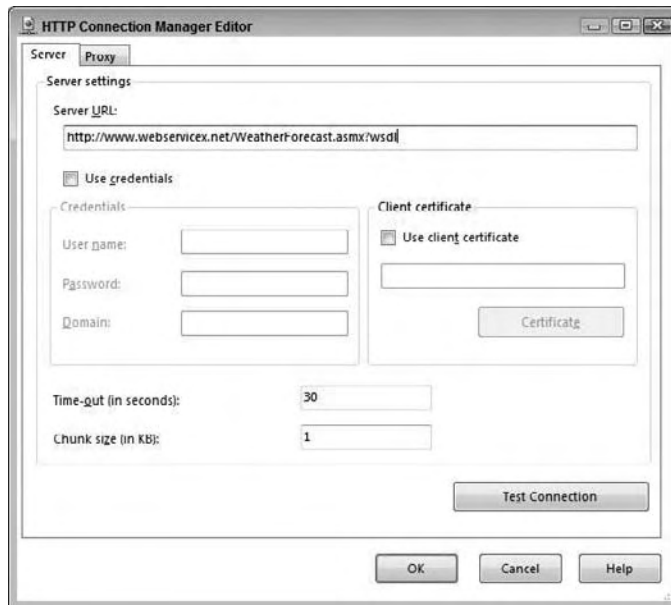 HTTP Connection Manager Editor
Server
Proxy
Server settings
Server URL:
http://www.webservicex.net/WeatherForecast.asmx?wsdl
Use credentials
Credentials
User name:
Password:
Domain:
Client certificate
Use client certificate
Certificate
Time-out (in seconds):
30
Chunk size (in KB):
1
Test Connection
OK
Cancel
Help